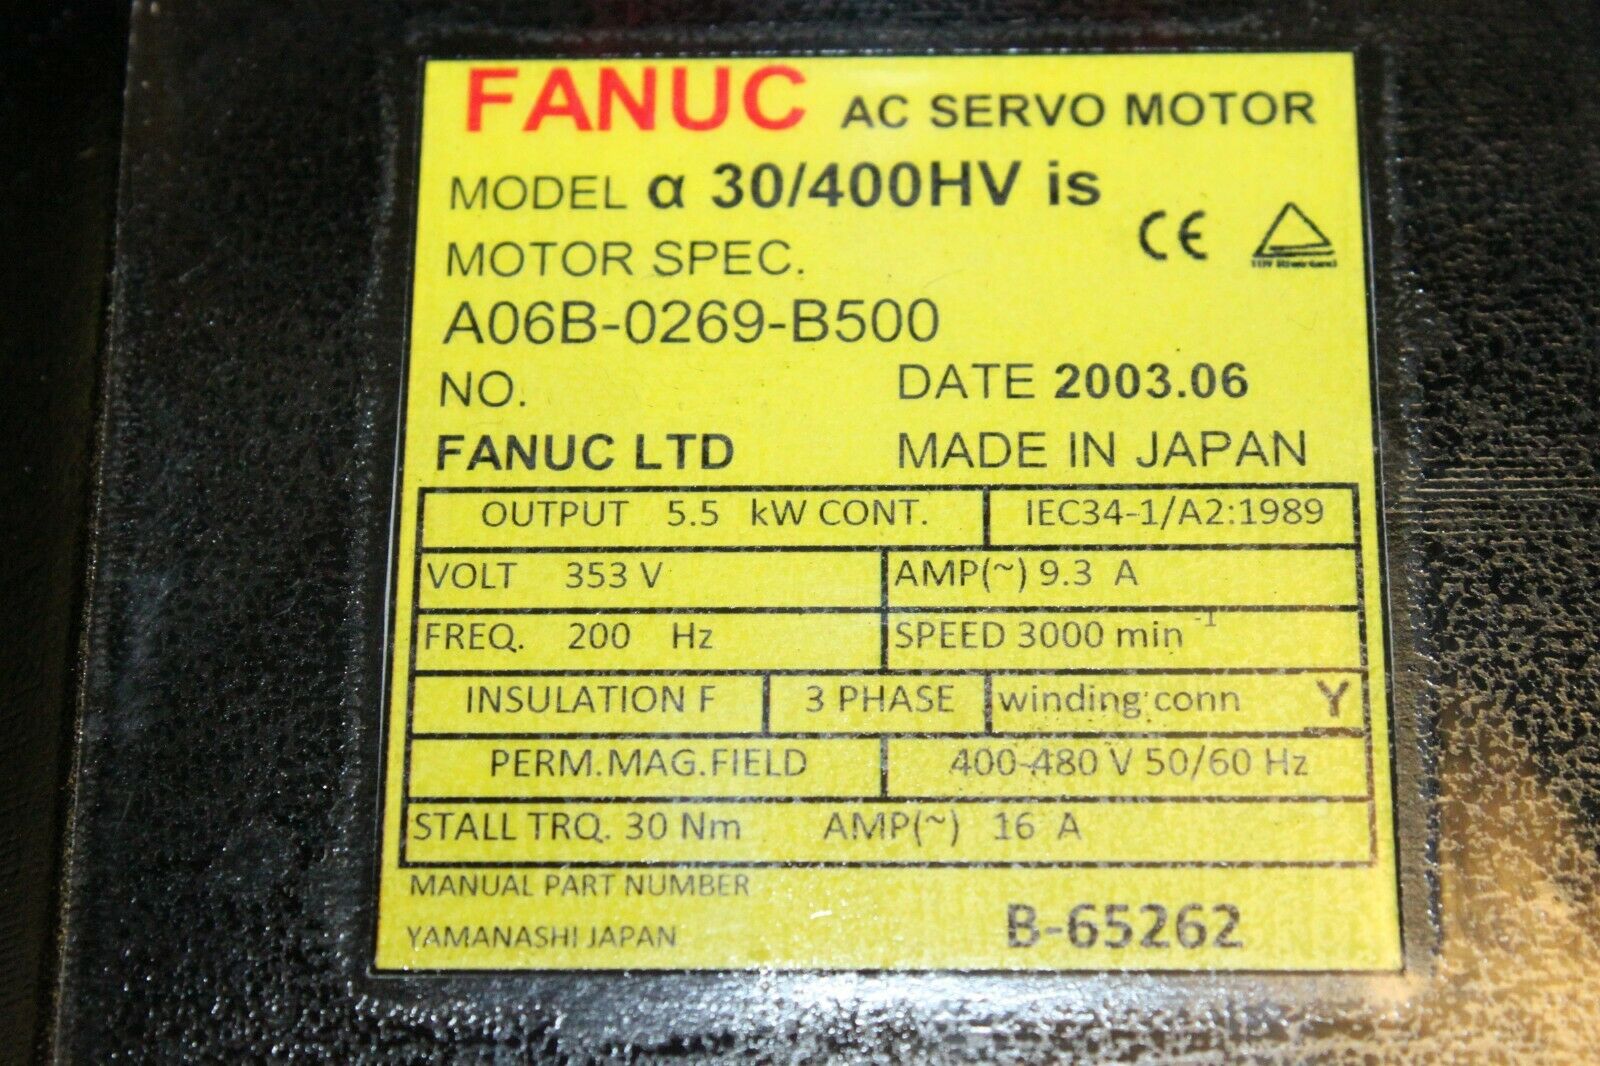 FANUC AC SERVO MOTOR
MODEL α 30/400HV is
CE
MOTOR SPEC.
A06B-0269-B500
NO. DATE 2003.06
FANUC LTD MADE IN JAPAN
OUTPUT 5.5 kW CONT. IEC34-1/A2:1989
VOLT 353 V AMP(~) 9.3 A
FREQ. 200 Hz SPEED 3000 min -1
INSULATION F 3 PHASE winding conn Y
PERM.MAG.FIELD 400-480 V 50/60 Hz
STALL TRQ. 30 Nm AMP(~) 16 A
MANUAL PART NUMBER
YAMANASHI JAPAN B-65262